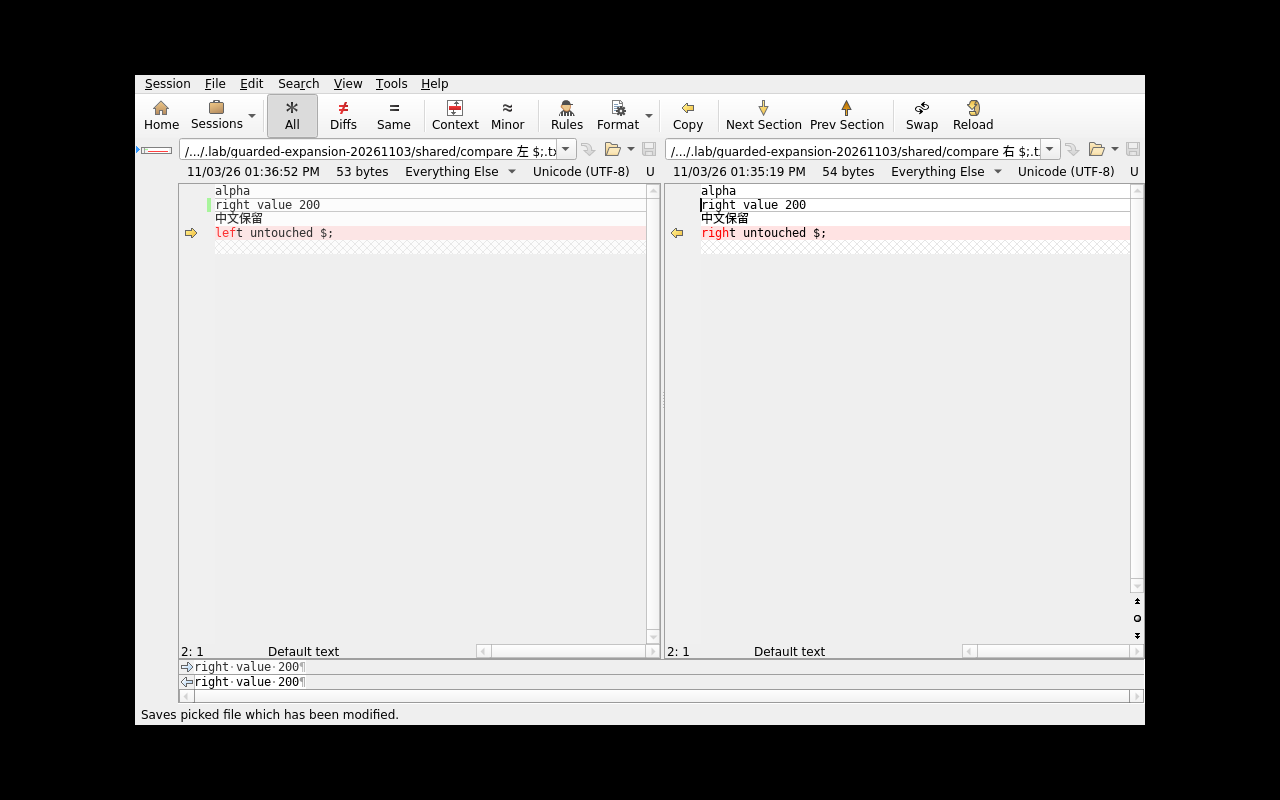 Session File Edit Search View Tools Help
Home Sessions All Diffs Same Context Minor Rules Format Copy Next Section Prev Section Swap Reload
/.../.lab/guarded-expansion-20261103/shared/compare 左 $;.tx /.../.lab/guarded-expansion-20261103/shared/compare 右 $;.t
11/03/26 01:36:52 PM 53 bytes Everything Else Unicode (UTF-8) U 11/03/26 01:35:19 PM 54 bytes Everything Else Unicode (UTF-8) U
alpha alpha
right value 200 right value 200
中文保留 中文保留
left untouched $; right untouched $;
2: 1 Default text 2: 1 Default text
right·value·200¶
right·value·200¶
Saves picked file which has been modified.